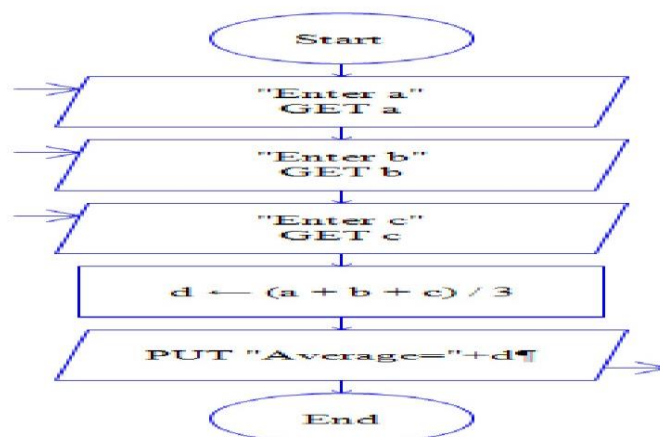 Start
"Enter a"
GET a
"Enter b"
GET b
"Enter c"
GET c
d ← (a + b + c) / 3
PUT "Average="+d¶
End